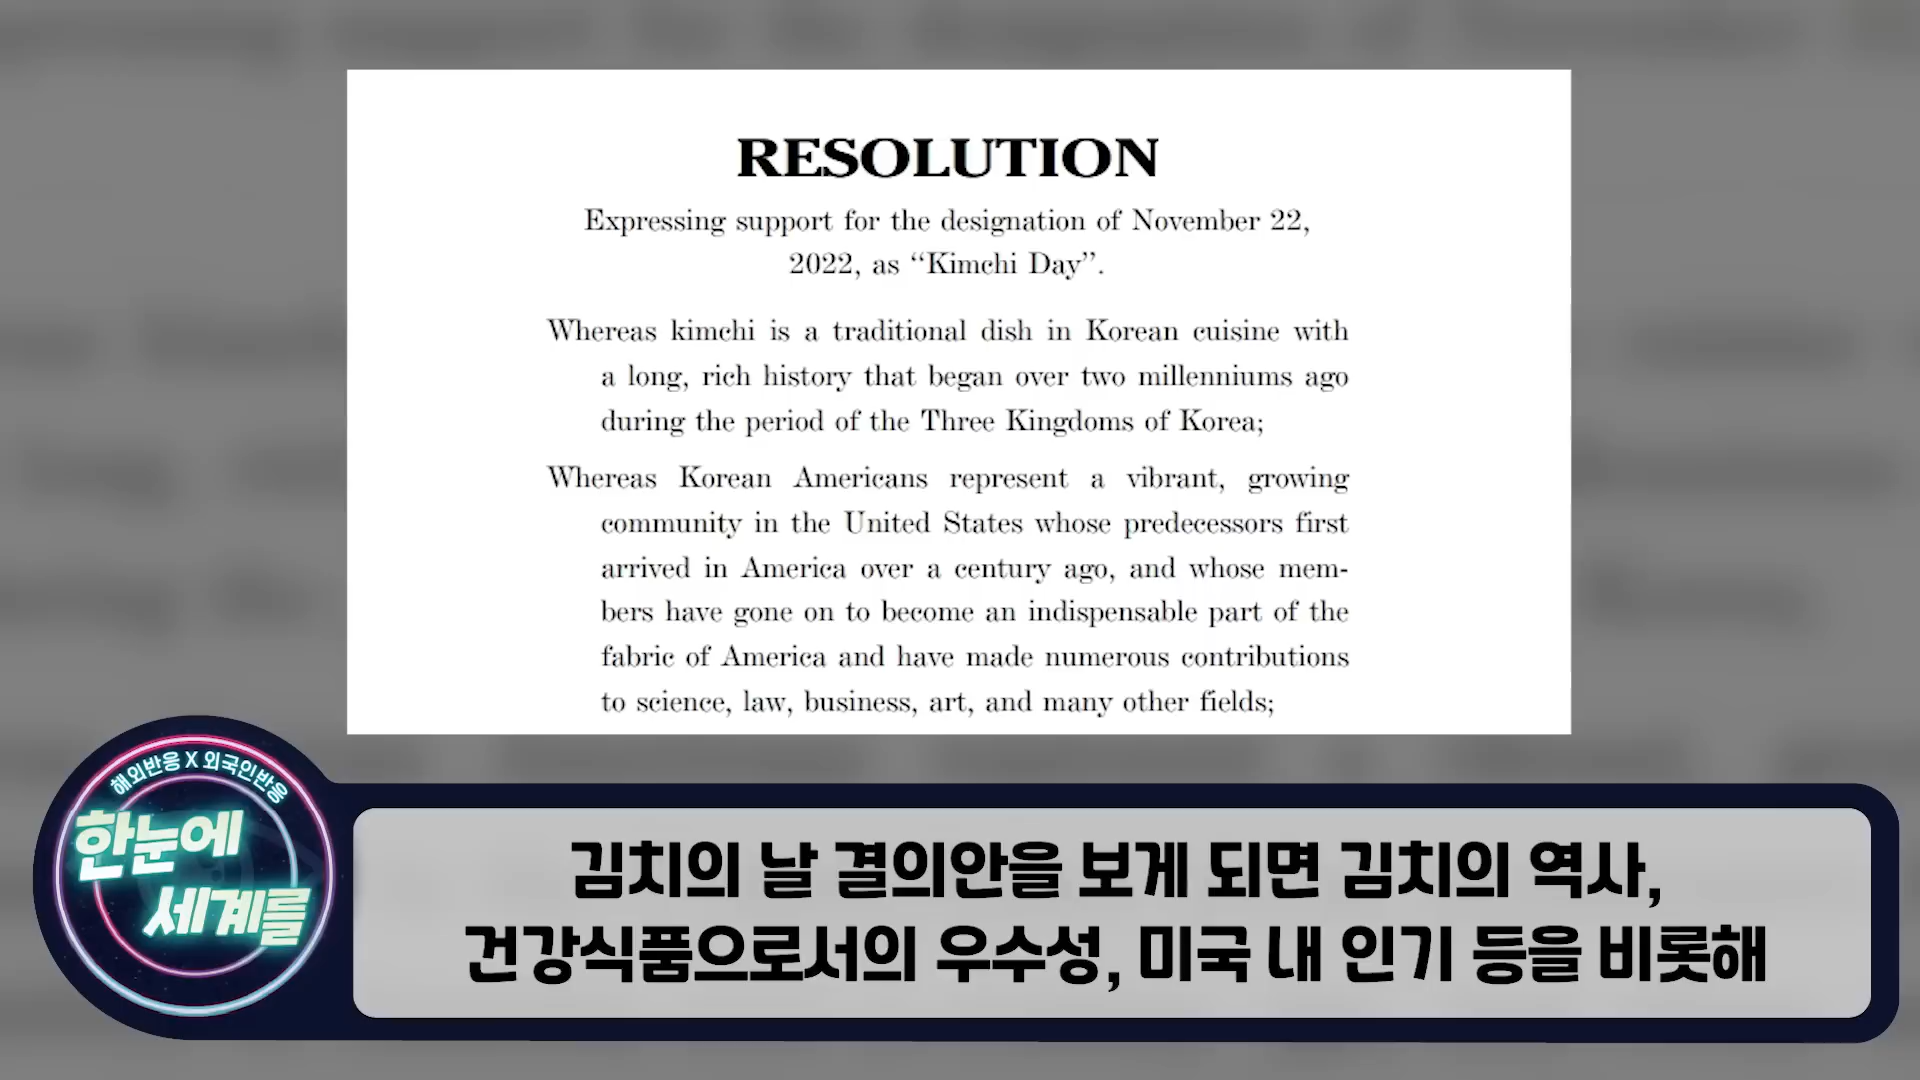 RESOLUTION
Expressing support for the designation of November 22,
2022, as “Kimchi Day”.
Whereas kimchi is a traditional dish in Korean cuisine with
a long, rich history that began over two millenniums ago
during the period of the Three Kingdoms of Korea;
Whereas Korean Americans represent a vibrant, growing
community in the United States whose predecessors first
arrived in America over a century ago, and whose mem-
bers have gone on to become an indispensable part of the
fabric of America and have made numerous contributions
to science, law, business, art, and many other fields;
해외반응 X 외국인반응
한눈에
세계를
김치의 날 결의안을 보게 되면 김치의 역사,
건강식품으로서의 우수성, 미국 내 인기 등을 비롯해